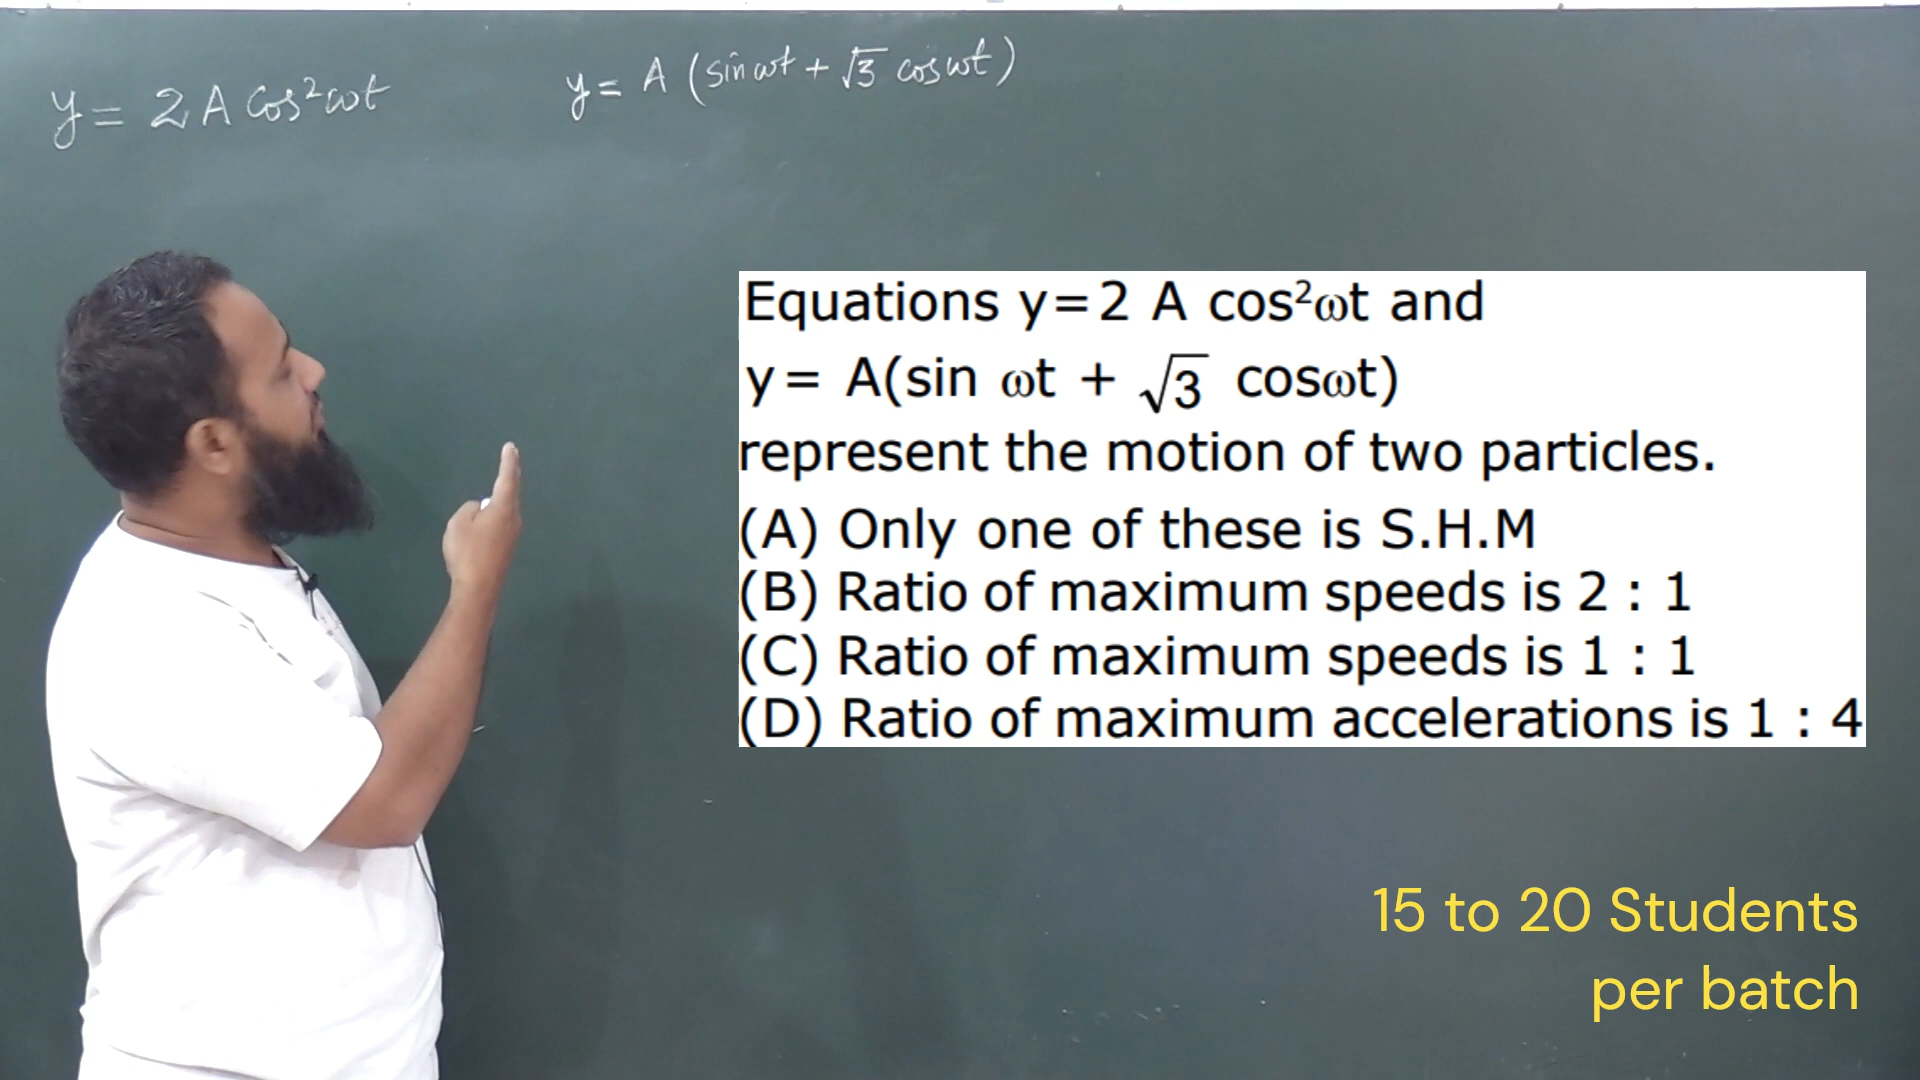 y = 2 A cos²ωt
y = A (sin ωt + √3 cos ωt)
Equations y=2 A cos²ωt and
y = A(sin ωt + √3 cosωt)
represent the motion of two particles.
(A) Only one of these is S.H.M
(B) Ratio of maximum speeds is 2 : 1
(C) Ratio of maximum speeds is 1 : 1
(D) Ratio of maximum accelerations is 1 : 4
15 to 20 Students
per batch